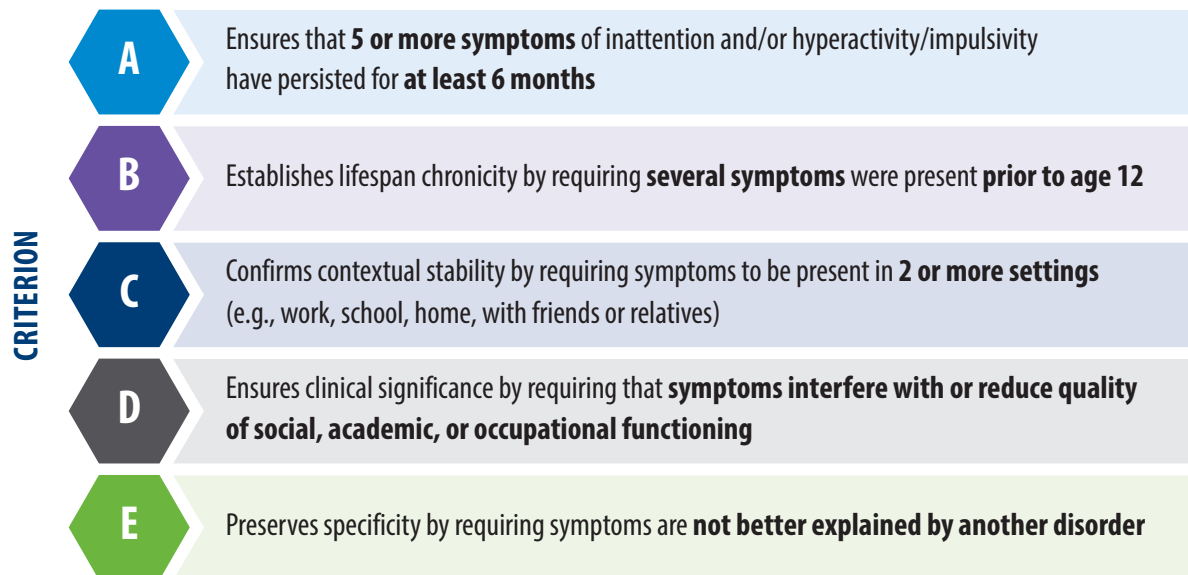 CRITERION
A
Ensures that 5 or more symptoms of inattention and/or hyperactivity/impulsivity
have persisted for at least 6 months
B
Establishes lifespan chronicity by requiring several symptoms were present prior to age 12
C
Confirms contextual stability by requiring symptoms to be present in 2 or more settings
(e.g., work, school, home, with friends or relatives)
D
Ensures clinical significance by requiring that symptoms interfere with or reduce quality
of social, academic, or occupational functioning
E
Preserves specificity by requiring symptoms are not better explained by another disorder